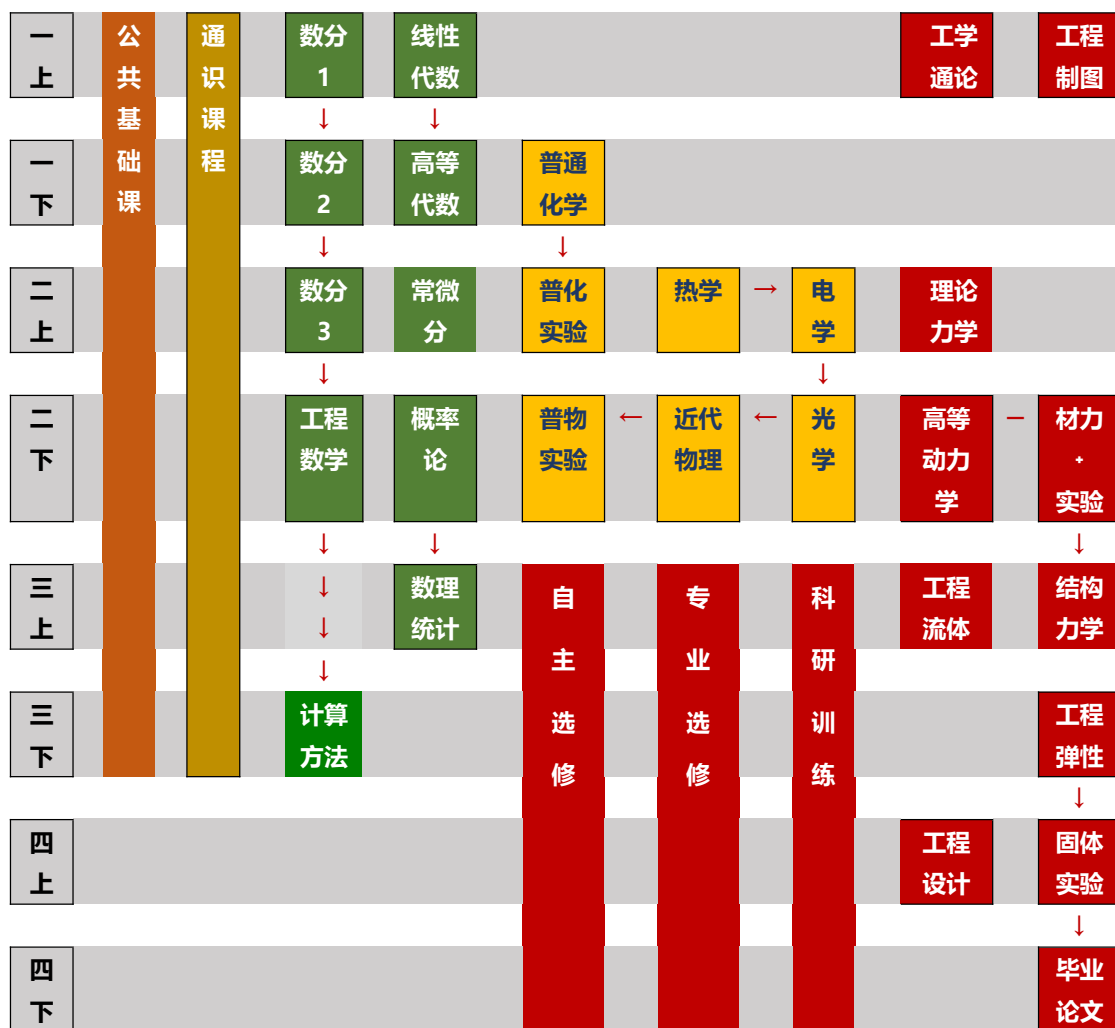 一上
公共基础课
通识课程
数分
1
线性
代数
工学
通论
工程
制图
↓
↓
一下
数分
2
高等
代数
普通
化学
↓
↓
二上
数分
3
常微
分
普化
实验
热学
→
电
学
理论
力学
↓
↓
二下
工程
数学
概率
论
普物
实验
←
近代
物理
←
光
学
高等
动力
学
–
材力
+
实验
↓
↓
↓
三上
↓
↓
数理
统计
自主选修
专业选修
科研训练
工程
流体
结构
力学
↓
三下
计算
方法
工程
弹性
↓
四上
工程
设计
固体
实验
↓
四下
毕业
论文